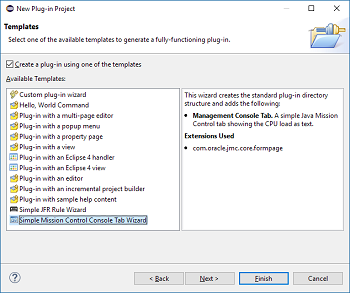 New Plug-in Project
Templates
Select one of the available templates to generate a fully-functioning plug-in.
Create a plug-in using one of the templates
Available Templates:
Custom plug-in wizard
Hello, World Command
Plug-in with a multi-page editor
Plug-in with a popup menu
Plug-in with a property page
Plug-in with a view
Plug-in with an Eclipse 4 handler
Plug-in with an Eclipse 4 view
Plug-in with an editor
Plug-in with an incremental project builder
Plug-in with sample help content
Simple JFR Rule Wizard
Simple Mission Control Console Tab Wizard
This wizard creates the standard plug-in directory
structure and adds the following:
• Management Console Tab. A simple Java Mission
Control tab showing the CPU load as text.
Extensions Used
• com.oracle.jmc.core.formpage
?
< Back
Next >
Finish
Cancel